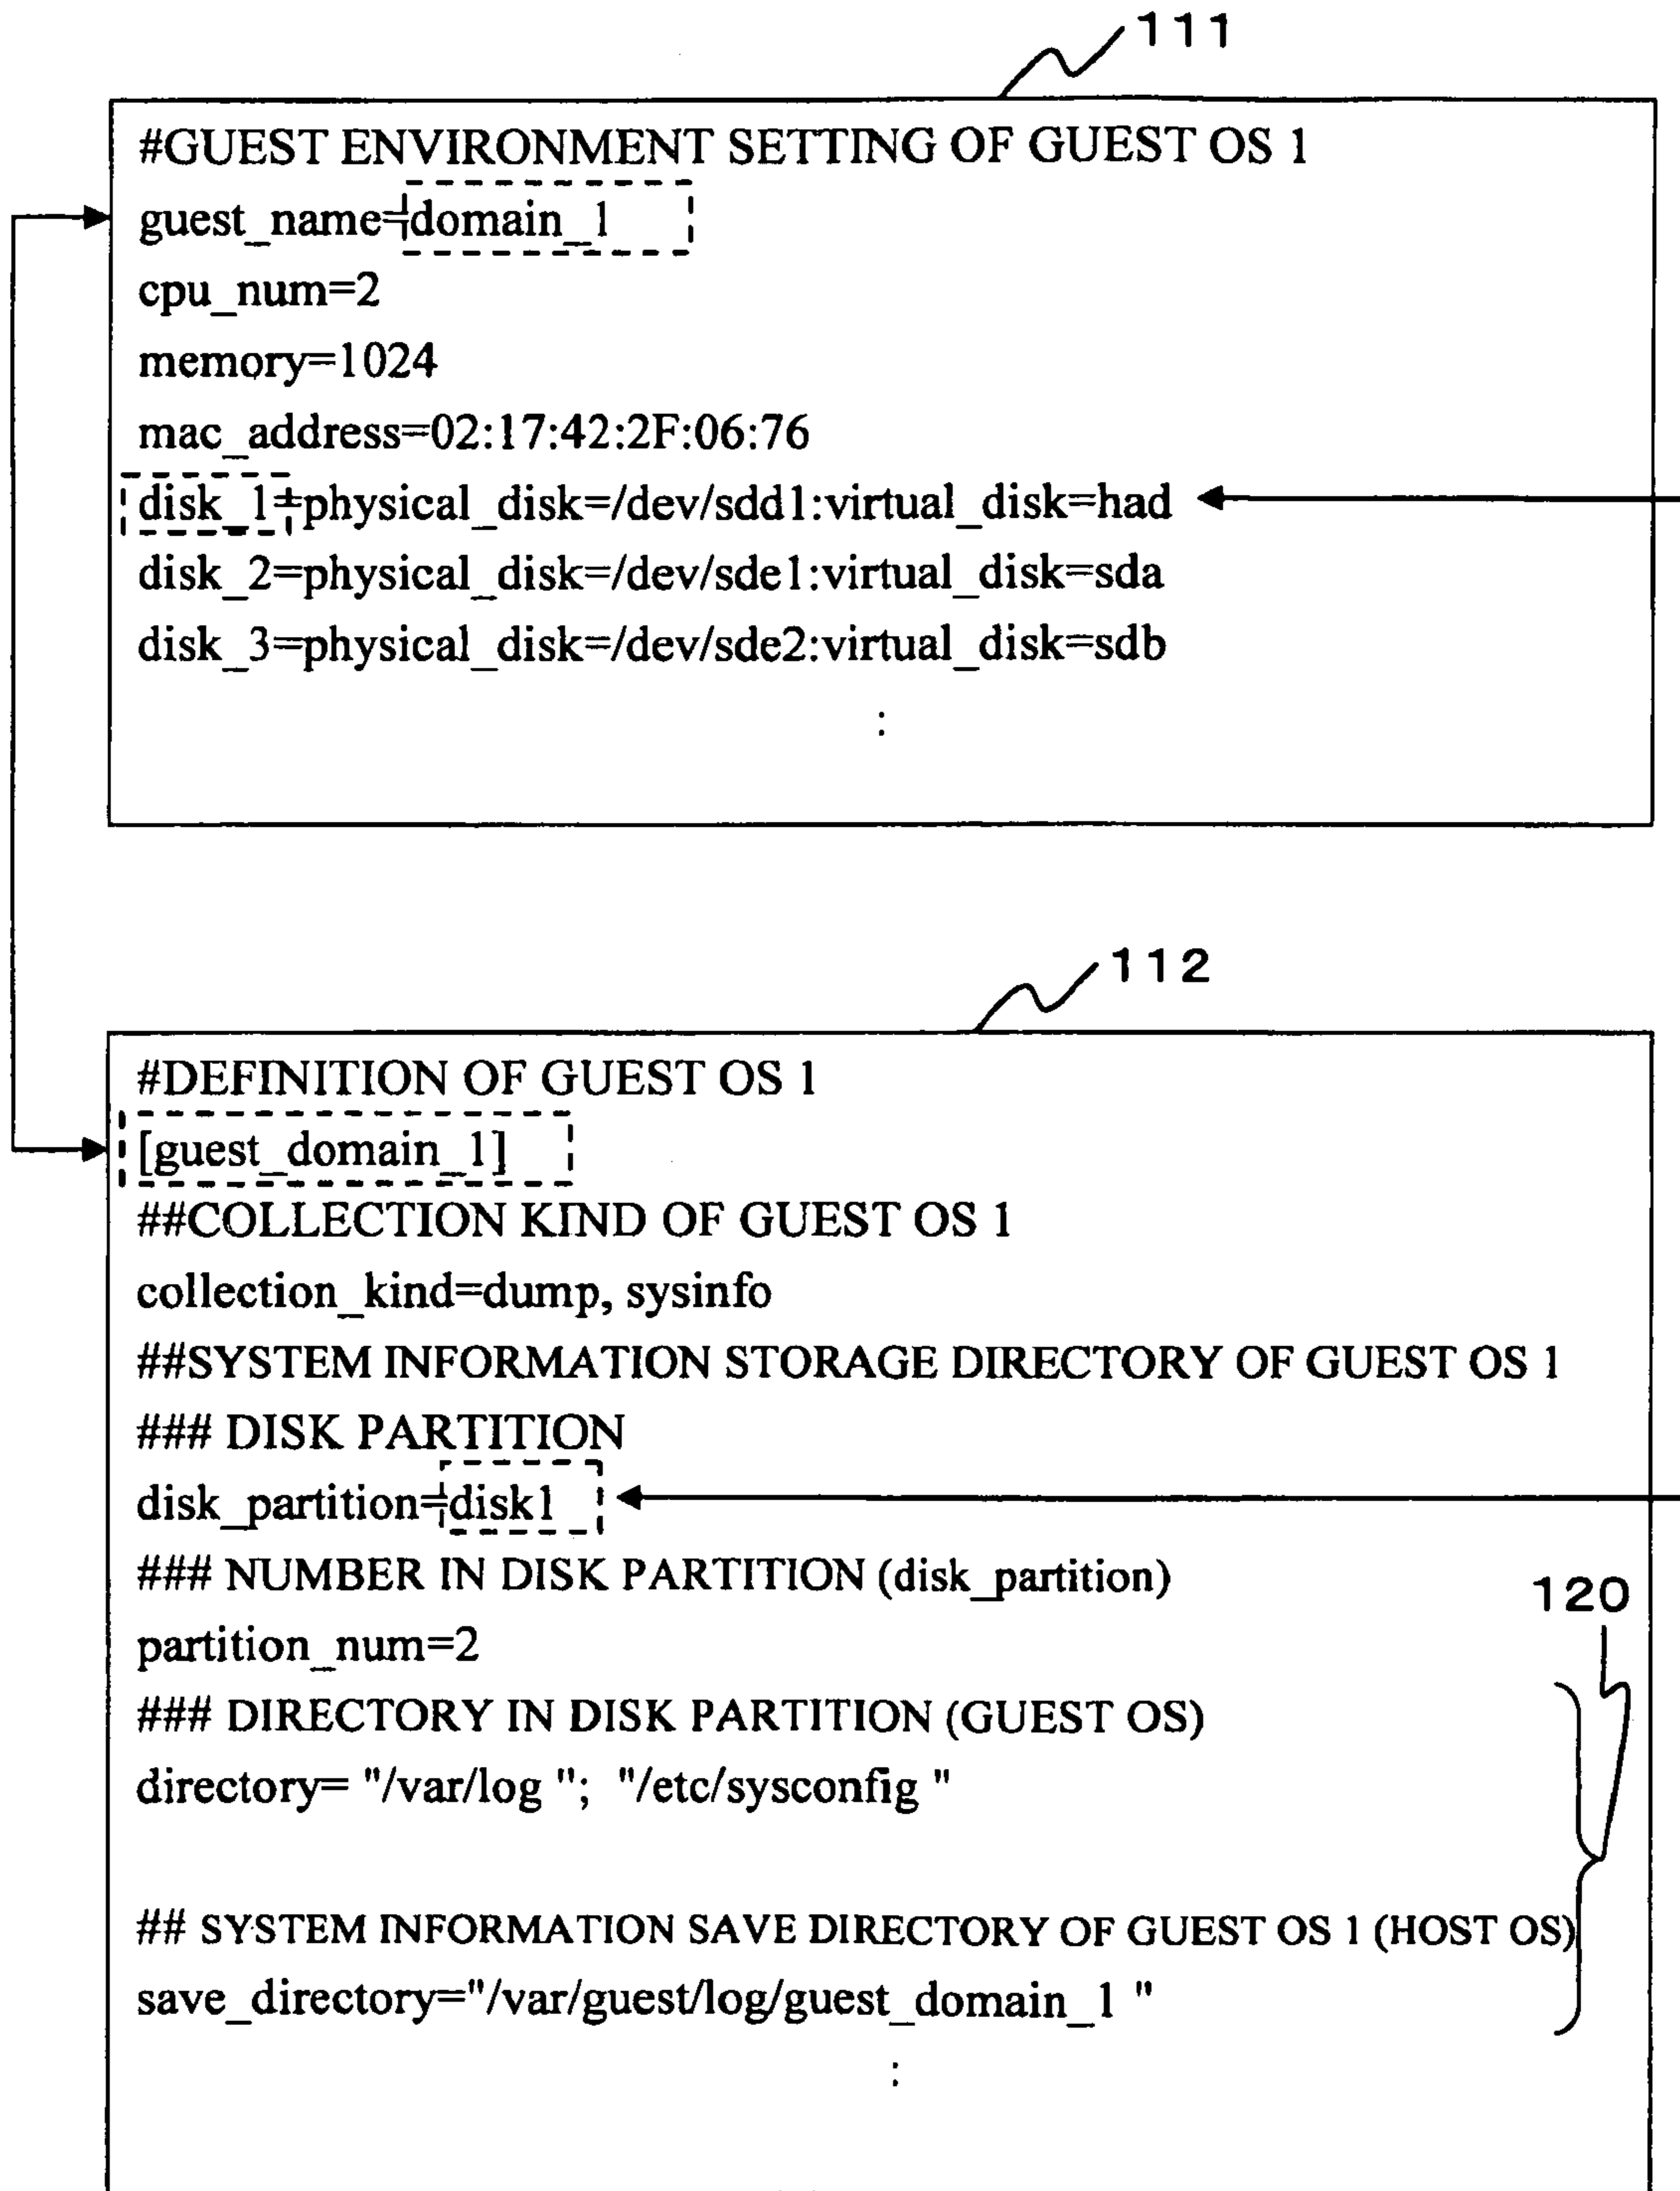 111
#GUEST ENVIRONMENT SETTING OF GUEST OS 1
guest_name=domain_1
cpu_num=2
memory=1024
mac_address=02:17:42:2F:06:76
disk_1=physical_disk=/dev/sdd1:virtual_disk=had
disk_2=physical_disk=/dev/sde1:virtual_disk=sda
disk_3=physical_disk=/dev/sde2:virtual_disk=sdb
:
112
#DEFINITION OF GUEST OS 1
[guest_domain_1]
##COLLECTION KIND OF GUEST OS 1
collection_kind=dump, sysinfo
##SYSTEM INFORMATION STORAGE DIRECTORY OF GUEST OS 1
### DISK PARTITION
disk_partition=disk1
### NUMBER IN DISK PARTITION (disk_partition)
120
partition_num=2
### DIRECTORY IN DISK PARTITION (GUEST OS)
directory= "/var/log "; "/etc/sysconfig "
## SYSTEM INFORMATION SAVE DIRECTORY OF GUEST OS 1 (HOST OS)
save_directory="/var/guest/log/guest_domain_1 "
: